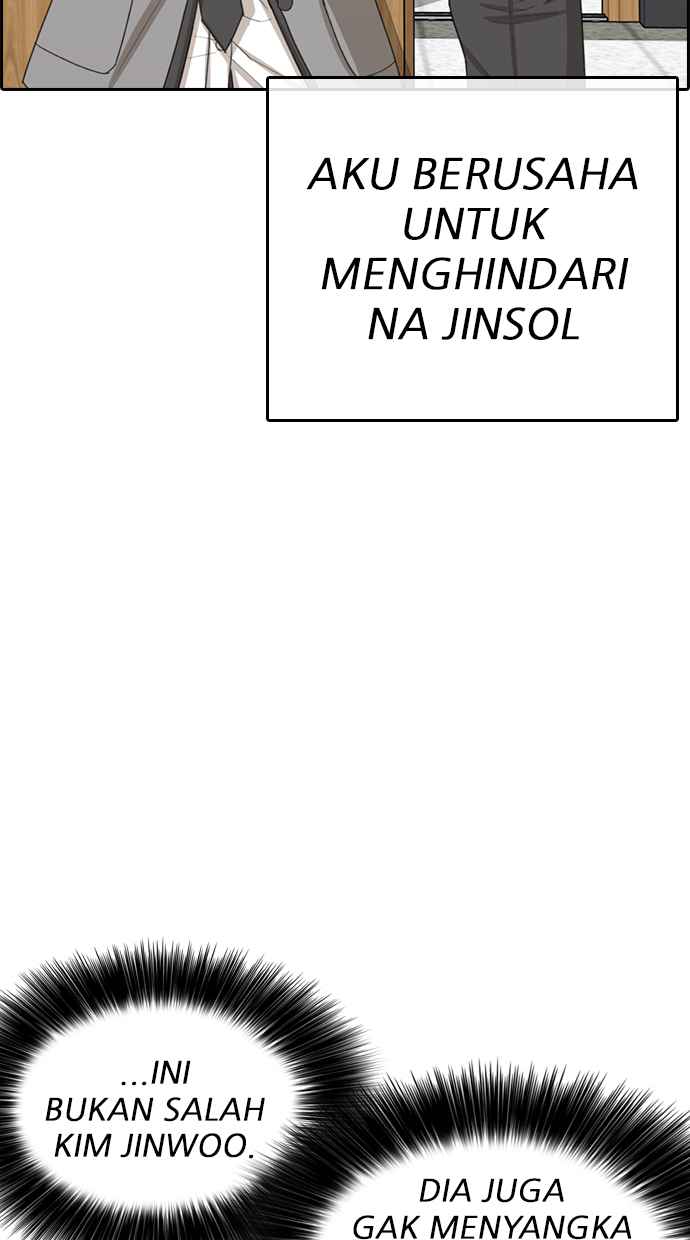 AKU BERUSAHA
UNTUK
MENGHINDARI
NA JINSOL
...INI
BUKAN SALAH
KIM JINWOO.
DIA JUGA
GAK MENYANGKA